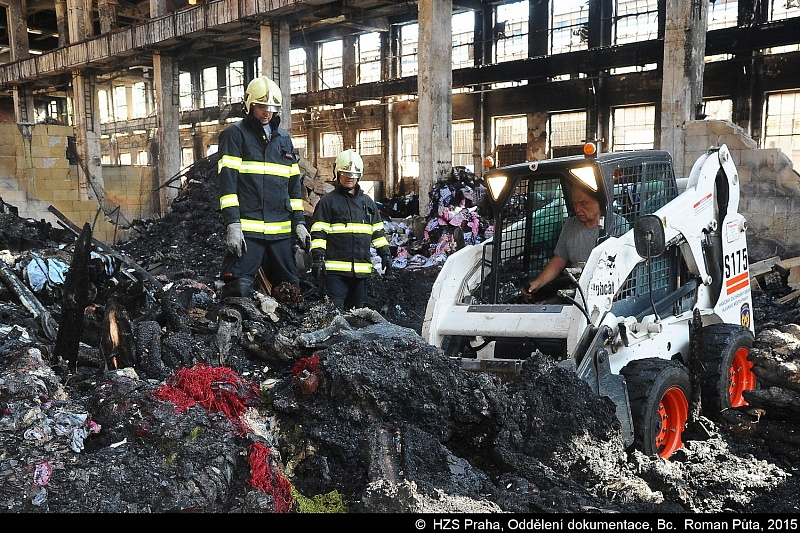 bobcat
S175
© HZS Praha, Oddělení dokumentace, Bc. Roman Půta, 2015